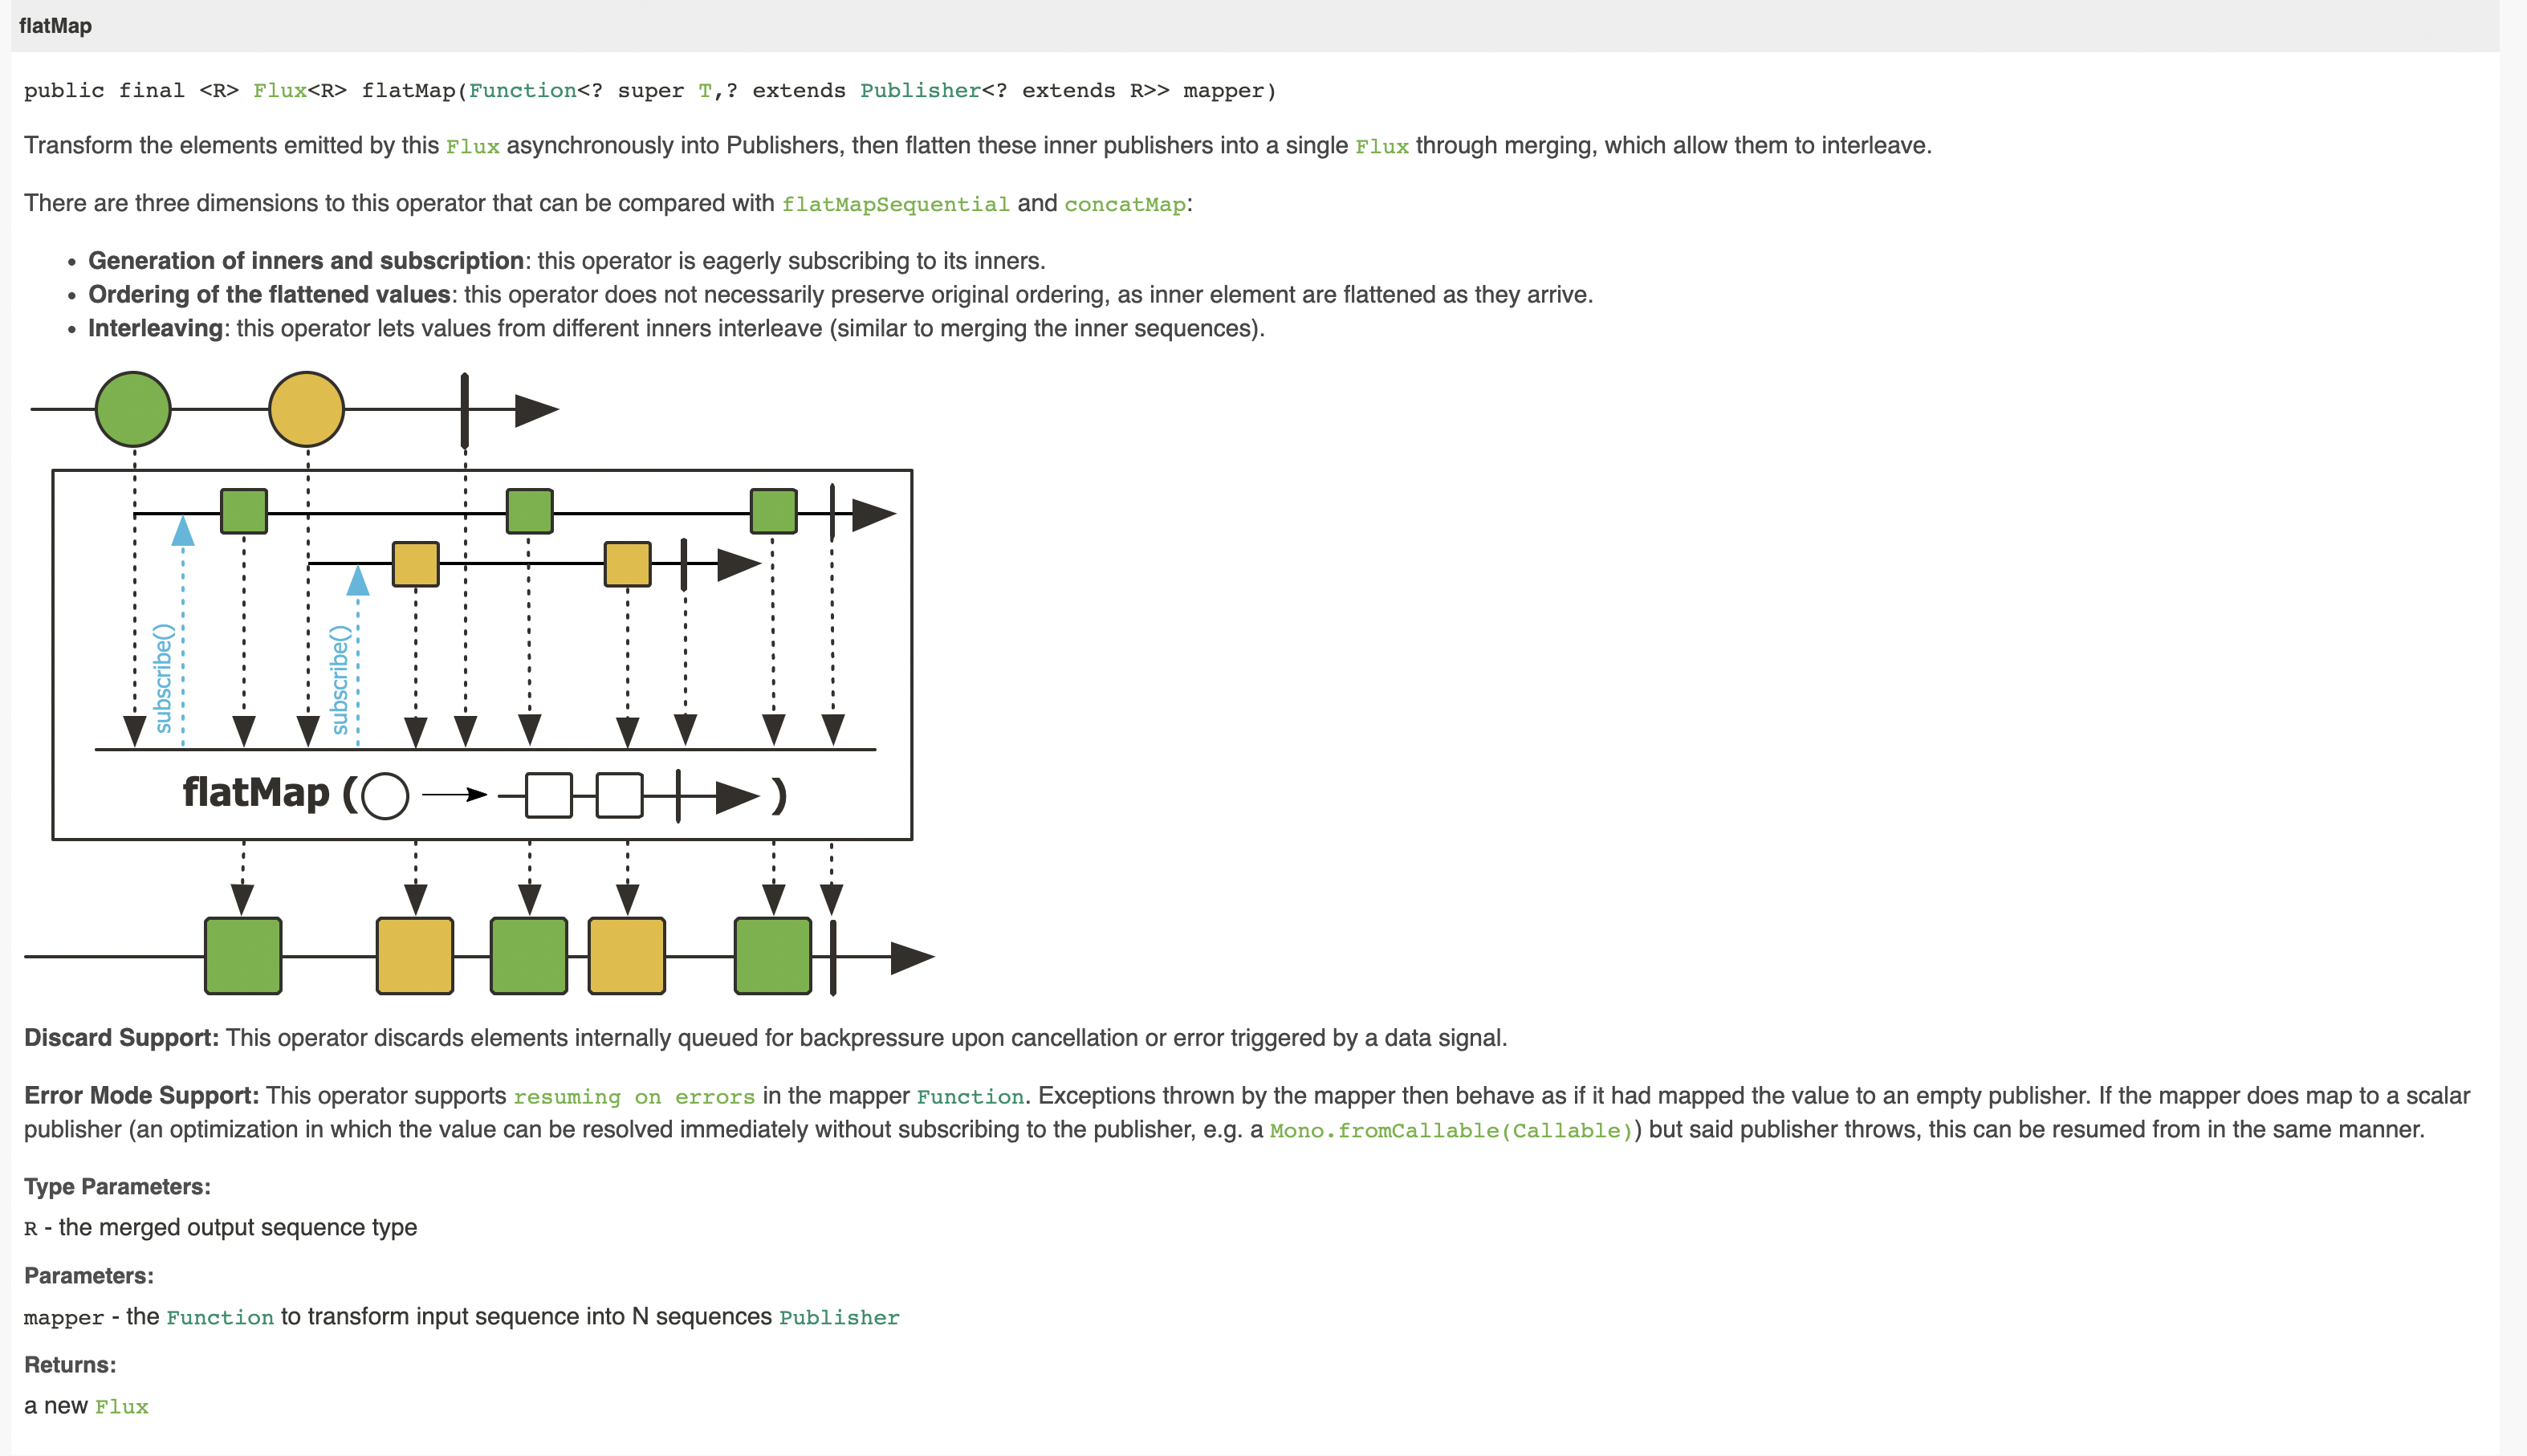 flatMap
public final <R> Flux<R> flatMap(Function<? super T,? extends Publisher<? extends R>> mapper)
Transform the elements emitted by this Flux asynchronously into Publishers, then flatten these inner publishers into a single Flux through merging, which allow them to interleave.
There are three dimensions to this operator that can be compared with flatMapSequential and concatMap:
• Generation of inners and subscription: this operator is eagerly subscribing to its inners.
• Ordering of the flattened values: this operator does not necessarily preserve original ordering, as inner element are flattened as they arrive.
• Interleaving: this operator lets values from different inners interleave (similar to merging the inner sequences).
subscribe()
subscribe()
flatMap ( )
Discard Support: This operator discards elements internally queued for backpressure upon cancellation or error triggered by a data signal.
Error Mode Support: This operator supports resuming on errors in the mapper Function. Exceptions thrown by the mapper then behave as if it had mapped the value to an empty publisher. If the mapper does map to a scalar
publisher (an optimization in which the value can be resolved immediately without subscribing to the publisher, e.g. a Mono.fromCallable(Callable)) but said publisher throws, this can be resumed from in the same manner.
Type Parameters:
R - the merged output sequence type
Parameters:
mapper - the Function to transform input sequence into N sequences Publisher
Returns:
a new Flux